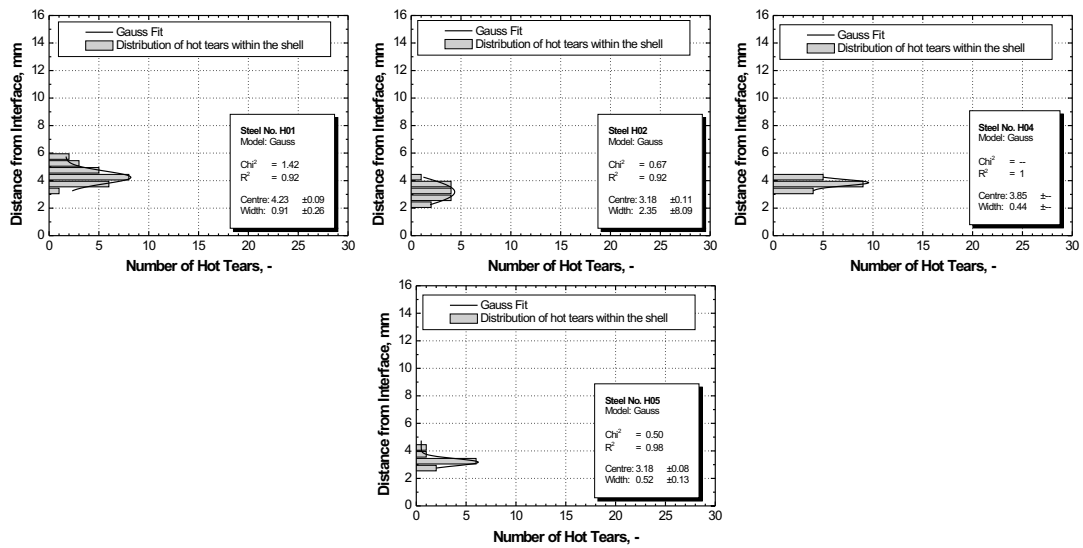 Distance from Interface, mm
16
14
12
10
8
6
4
2
0
Gauss Fit
Distribution of hot tears within the shell
Steel No. H01
Model: Gauss
Chi² = 1.42
R² = 0.92
Centre: 4.23 ±0.09
Width: 0.91 ±0.26
0 5 10 15 20 25 30
Number of Hot Tears, -
Distance from Interface, mm
16
14
12
10
8
6
4
2
0
Gauss Fit
Distribution of hot tears within the shell
Steel H02
Model: Gauss
Chi² = 0.67
R² = 0.92
Centre: 3.18 ±0.11
Width: 2.35 ±8.09
0 5 10 15 20 25 30
Number of Hot Tears, -
Distance from Interface, mm
16
14
12
10
8
6
4
2
0
Gauss Fit
Distribution of hot tears within the shell
Steel No. H04
Model: Gauss
Chi² = --
R² = 1
Centre: 3.85 ±--
Width: 0.44 ±--
0 5 10 15 20 25 30
Number of Hot Tears, -
Distance from Interface, mm
16
14
12
10
8
6
4
2
0
Gauss Fit
Distribution of hot tears within the shell
Steel No. H05
Model: Gauss
Chi² = 0.50
R² = 0.98
Centre: 3.18 ±0.08
Width: 0.52 ±0.13
0 5 10 15 20 25 30
Number of Hot Tears, -